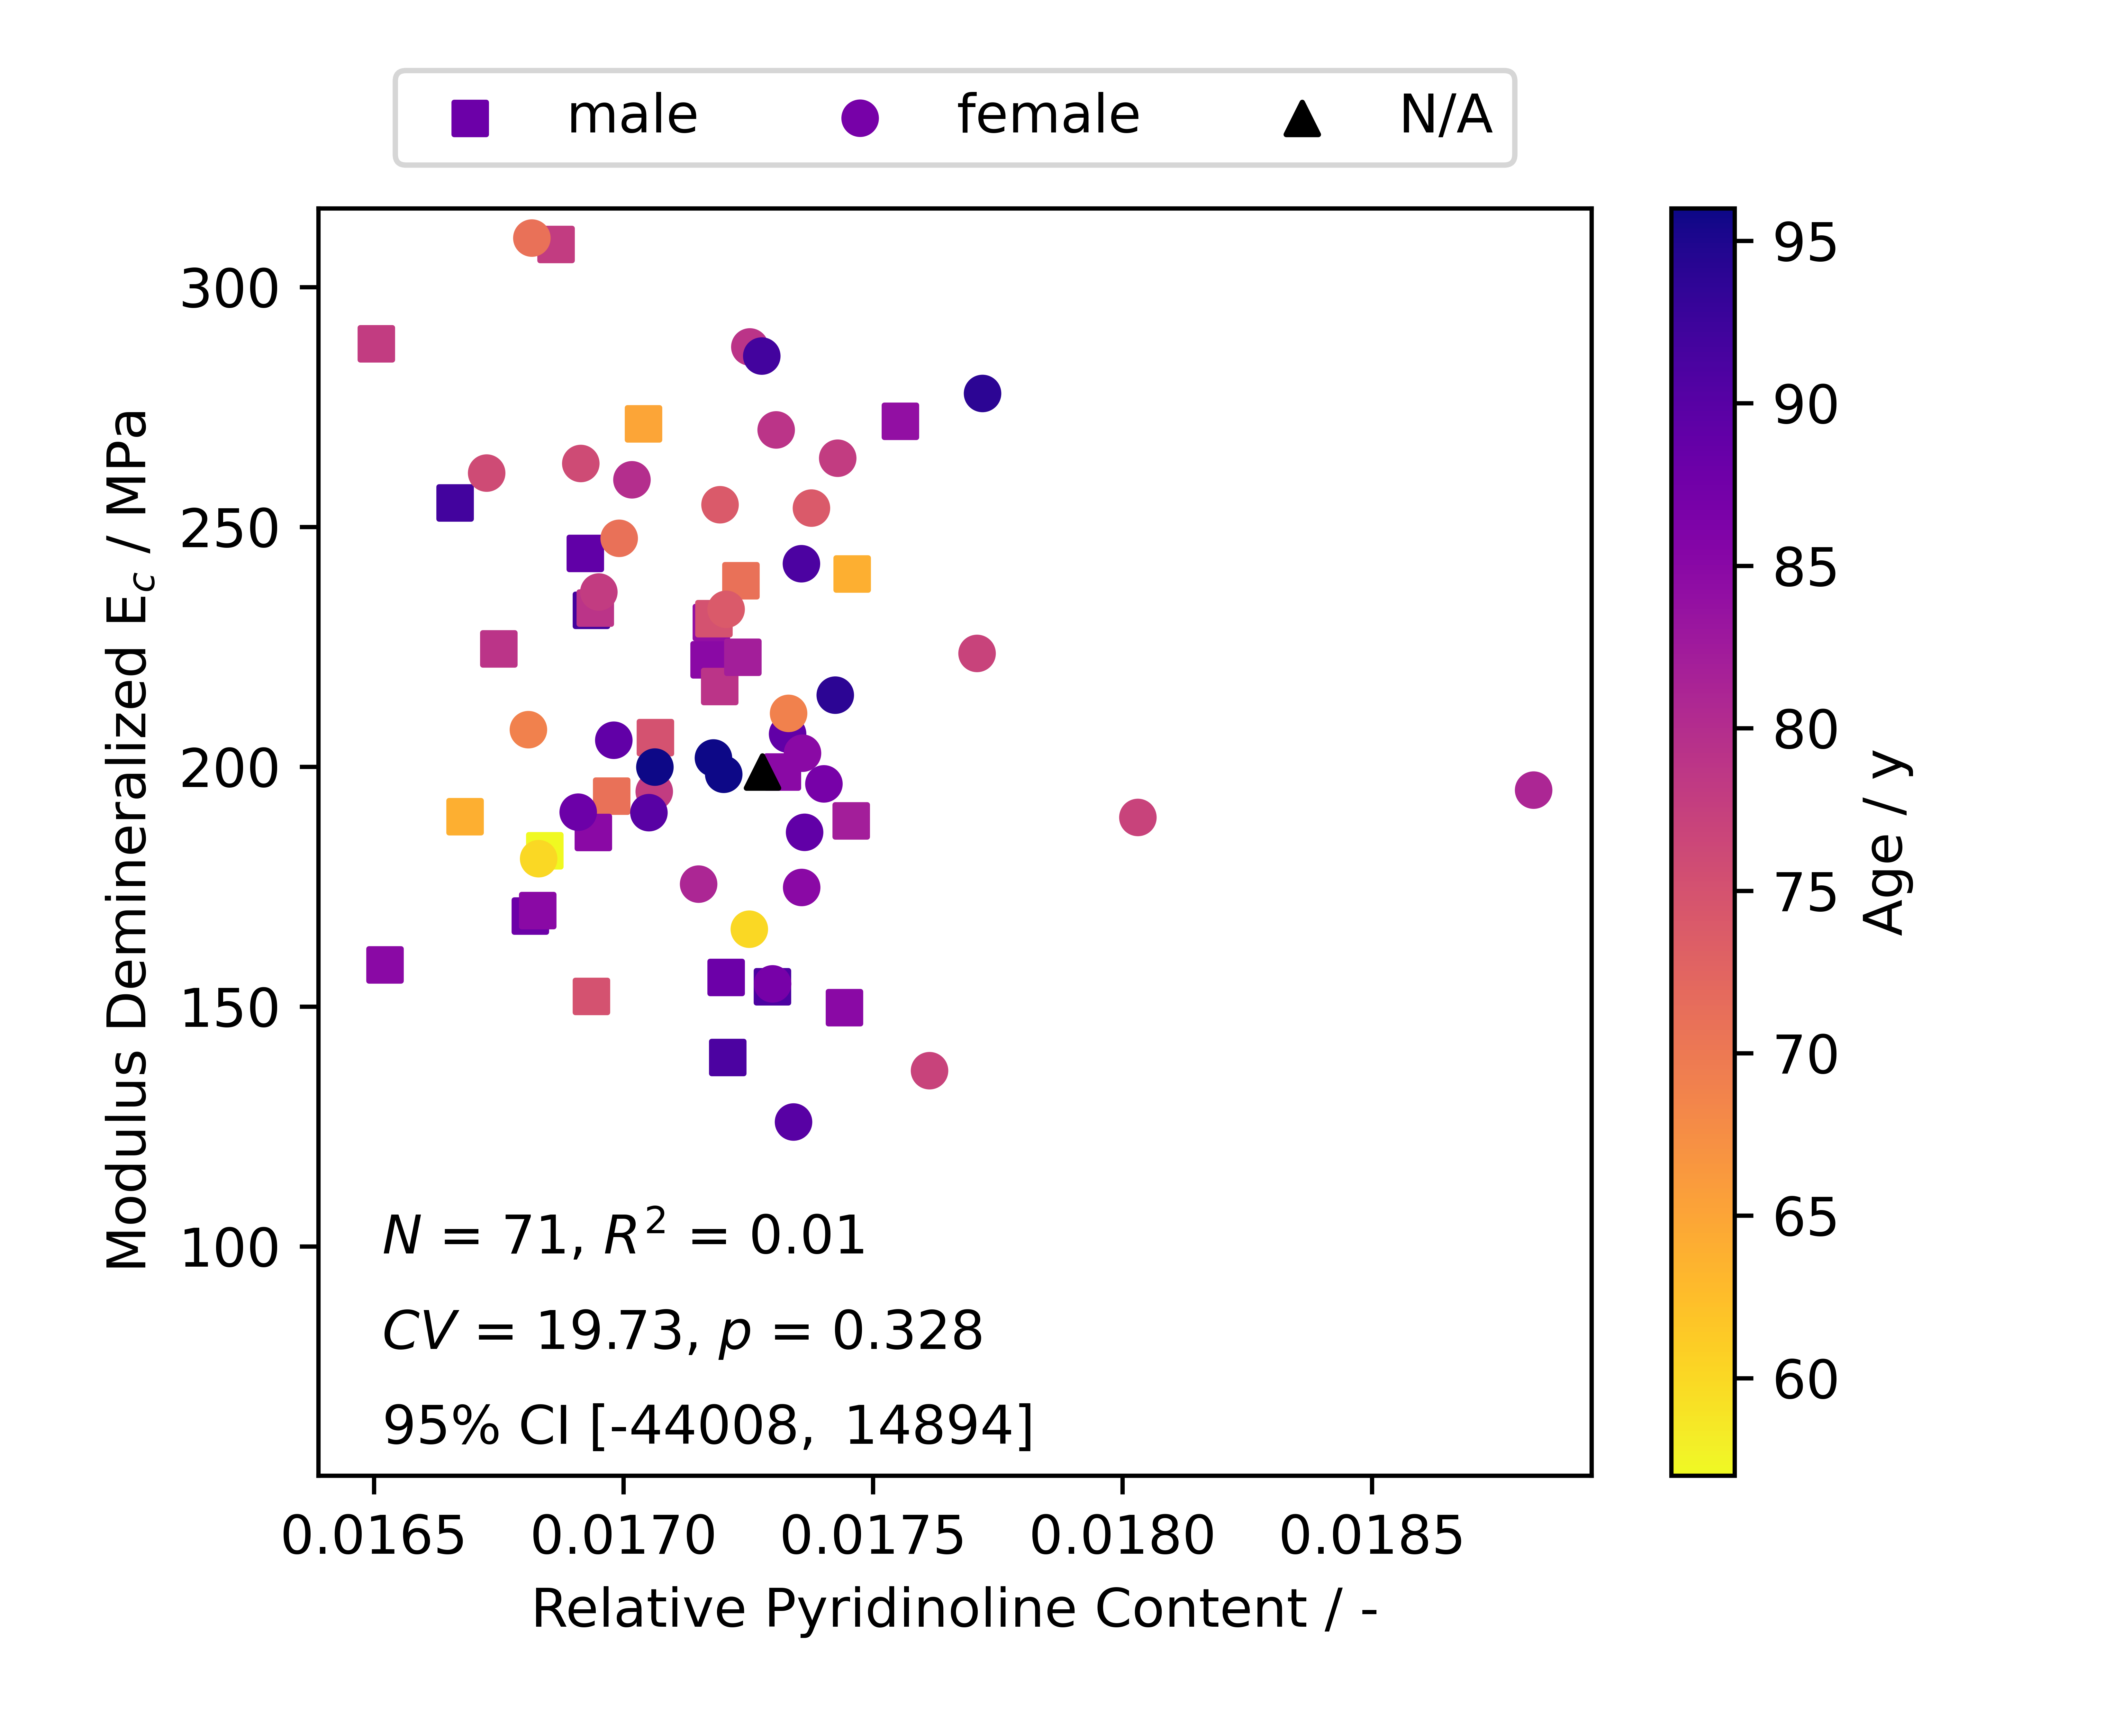 male female N/A
Modulus Demineralized E_c / MPa
300
250
200
150
100
N = 71, R² = 0.01
CV = 19.73, p = 0.328
95% CI [-44008, 14894]
0.0165 0.0170 0.0175 0.0180 0.0185
Relative Pyridinoline Content / -
95
90
85
80
75
70
65
60
Age / y